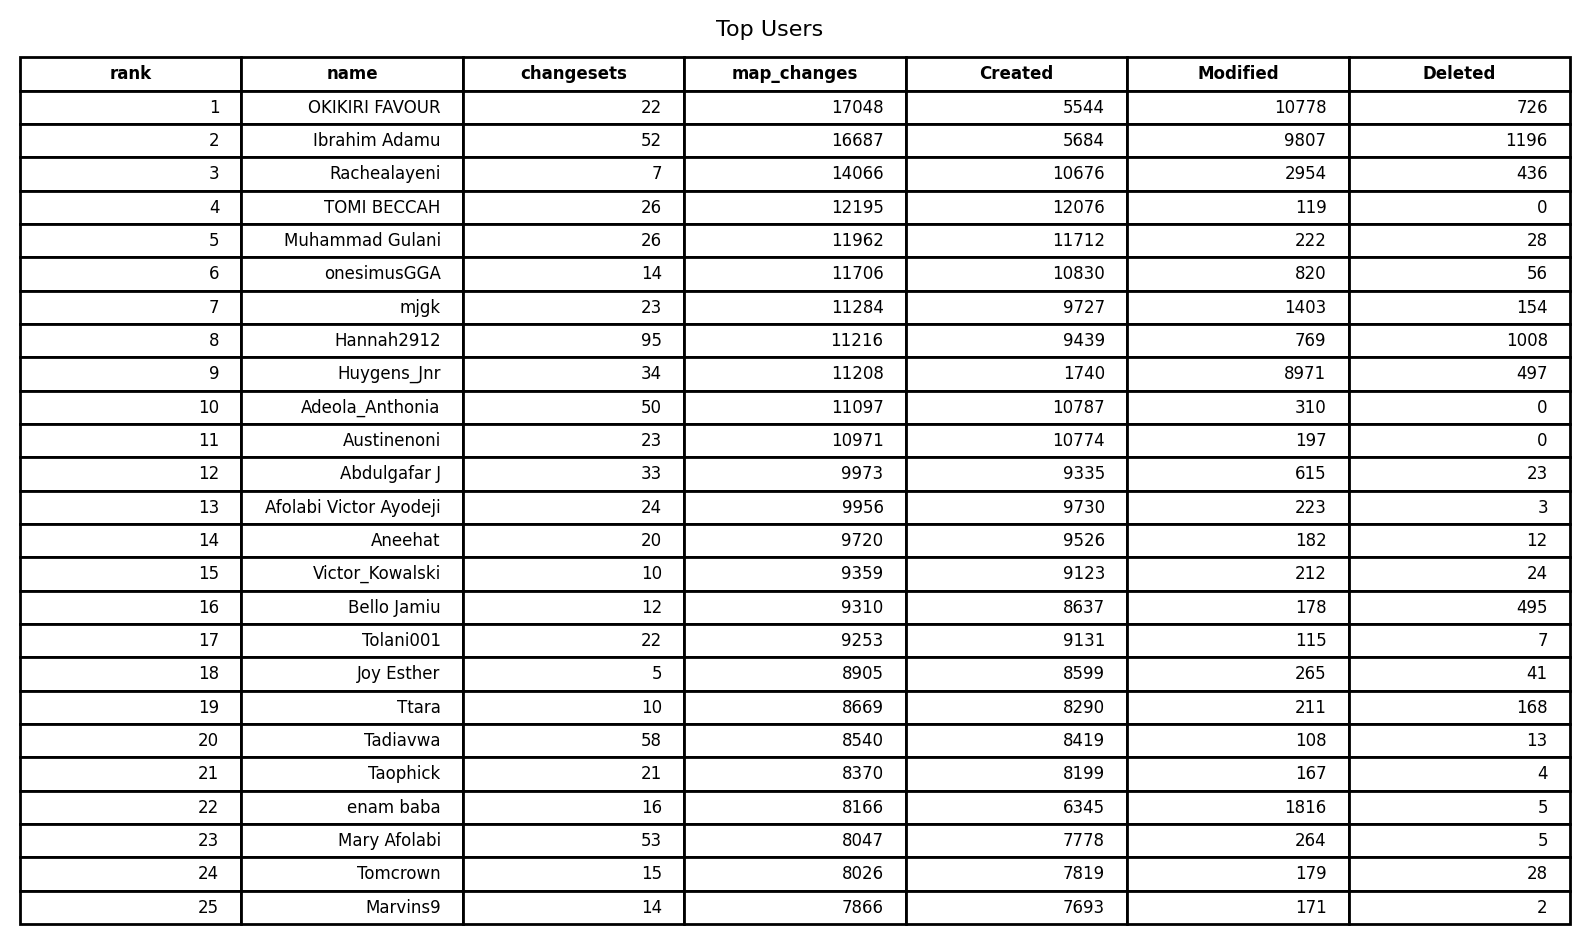 Top Users
rank name changesets map_changes Created Modified Deleted
1 OKIKIRI FAVOUR 22 17048 5544 10778 726
2 Ibrahim Adamu 52 16687 5684 9807 1196
3 Rachealayeni 7 14066 10676 2954 436
4 TOMI BECCAH 26 12195 12076 119 0
5 Muhammad Gulani 26 11962 11712 222 28
6 onesimusGGA 14 11706 10830 820 56
7 mjgk 23 11284 9727 1403 154
8 Hannah2912 95 11216 9439 769 1008
9 Huygens_Jnr 34 11208 1740 8971 497
10 Adeola_Anthonia 50 11097 10787 310 0
11 Austinenoni 23 10971 10774 197 0
12 Abdulgafar J 33 9973 9335 615 23
13 Afolabi Victor Ayodeji 24 9956 9730 223 3
14 Aneehat 20 9720 9526 182 12
15 Victor_Kowalski 10 9359 9123 212 24
16 Bello Jamiu 12 9310 8637 178 495
17 Tolani001 22 9253 9131 115 7
18 Joy Esther 5 8905 8599 265 41
19 Ttara 10 8669 8290 211 168
20 Tadiavwa 58 8540 8419 108 13
21 Taophick 21 8370 8199 167 4
22 enam baba 16 8166 6345 1816 5
23 Mary Afolabi 53 8047 7778 264 5
24 Tomcrown 15 8026 7819 179 28
25 Marvins9 14 7866 7693 171 2